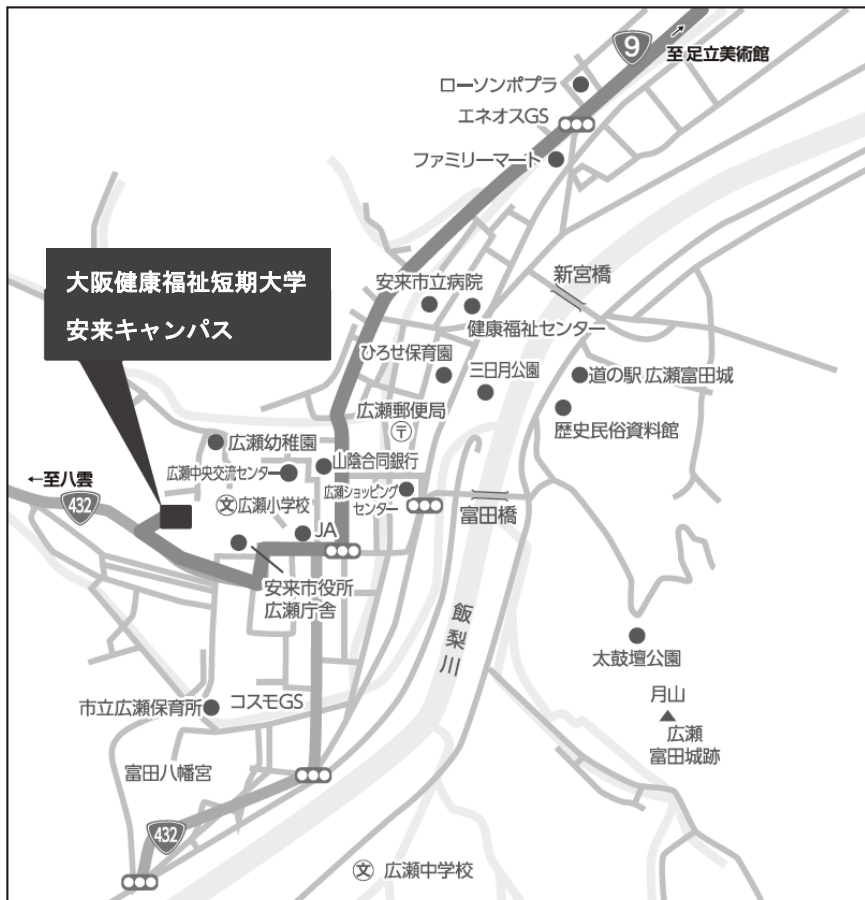 9
至 足立美術館
ローソンポプラ
エネオスGS
ファミリーマート
新宮橋
安来市立病院
健康福祉センター
大阪健康福祉短期大学
安来キャンパス
ひろせ保育園
三日月公園
道の駅 広瀬富田城
歴史民俗資料館
広瀬郵便局
〒
広瀬幼稚園
山陰合同銀行
広瀬中央交流センター
広瀬ショッピング
センター
←至八雲
432
文 広瀬小学校
富田橋
JA
安来市役所
広瀬庁舎
飯梨川
太鼓壇公園
月山
▲
広瀬
富田城跡
市立広瀬保育所
コスモGS
富田八幡宮
432
文 広瀬中学校